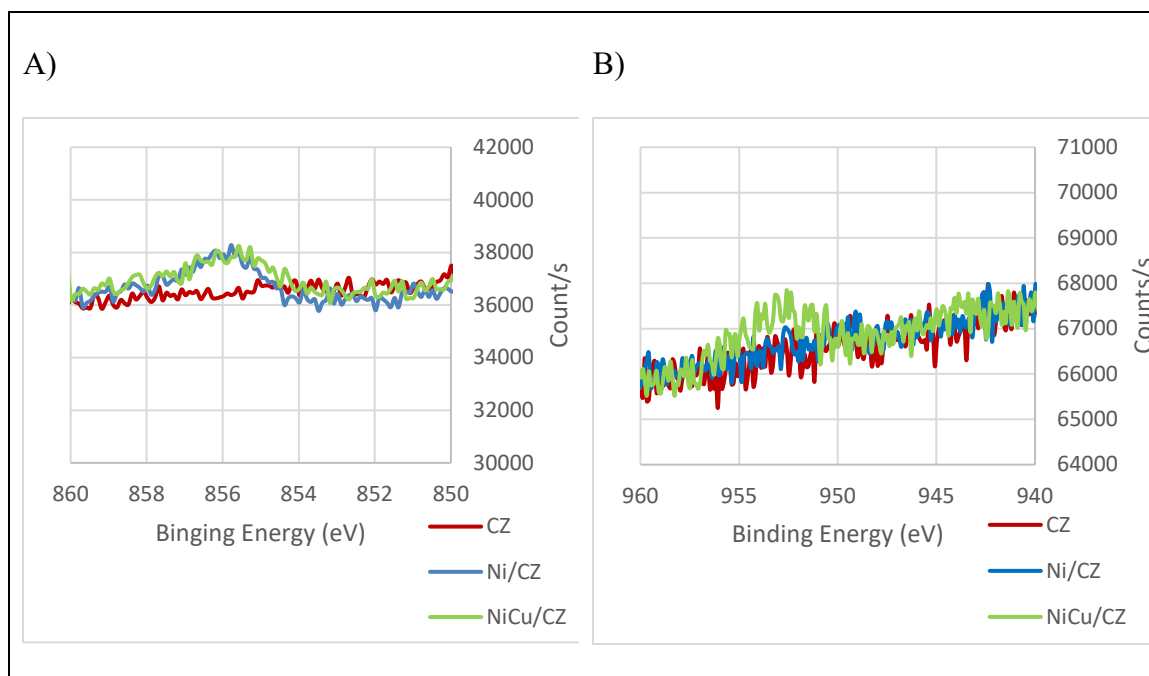 A)
42000
40000
38000
36000
34000
32000
30000
Count/s
860 858 856 854 852 850
Binging Energy (eV)
CZ
Ni/CZ
NiCu/CZ
B)
71000
70000
69000
68000
67000
66000
65000
64000
Counts/s
960 955 950 945 940
Binding Energy (eV)
CZ
Ni/CZ
NiCu/CZ